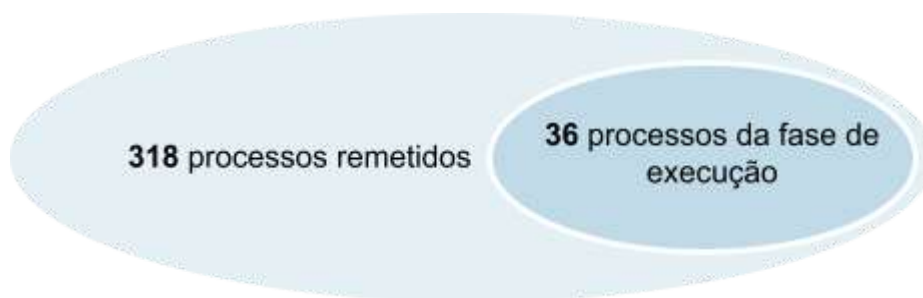 318 processos remetidos
36 processos da fase de
execução